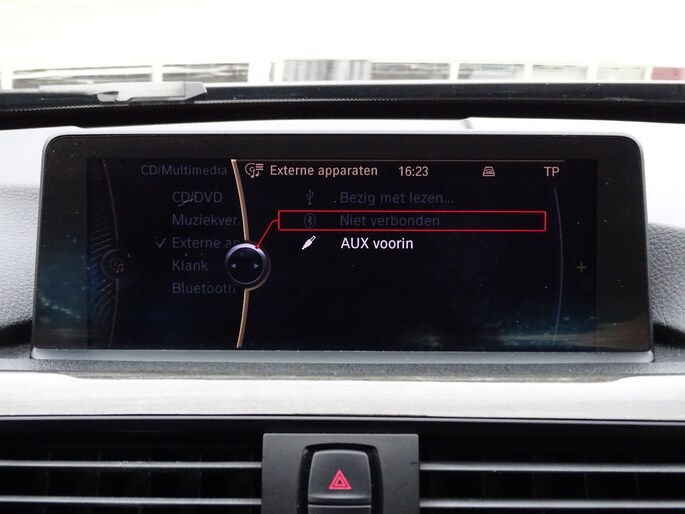 CD/Multimedia
Externe apparaten 16:23 TP
CD/DVD
. Bezig met lezen...
Muziekver
Niet verbonden
Externe ap
AUX voorin
Klank
Bluetooth